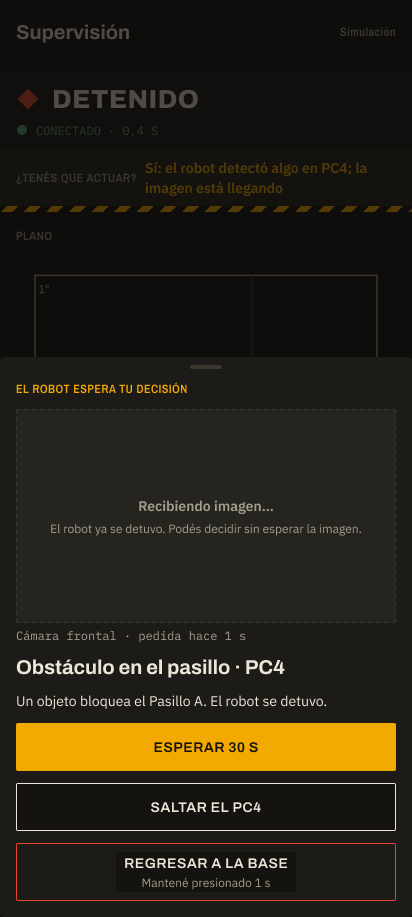 Supervisión
Simulación
DETENIDO
CONECTADO · 0,4 S
¿TENÉS QUE ACTUAR?
Sí: el robot detectó algo en PC4; la
imagen está llegando
PLANO
1°
EL ROBOT ESPERA TU DECISIÓN
Recibiendo imagen…
El robot ya se detuvo. Podés decidir sin esperar la imagen.
Cámara frontal · pedida hace 1 s
Obstáculo en el pasillo · PC4
Un objeto bloquea el Pasillo A. El robot se detuvo.
ESPERAR 30 S
SALTAR EL PC4
REGRESAR A LA BASE
Mantené presionado 1 s